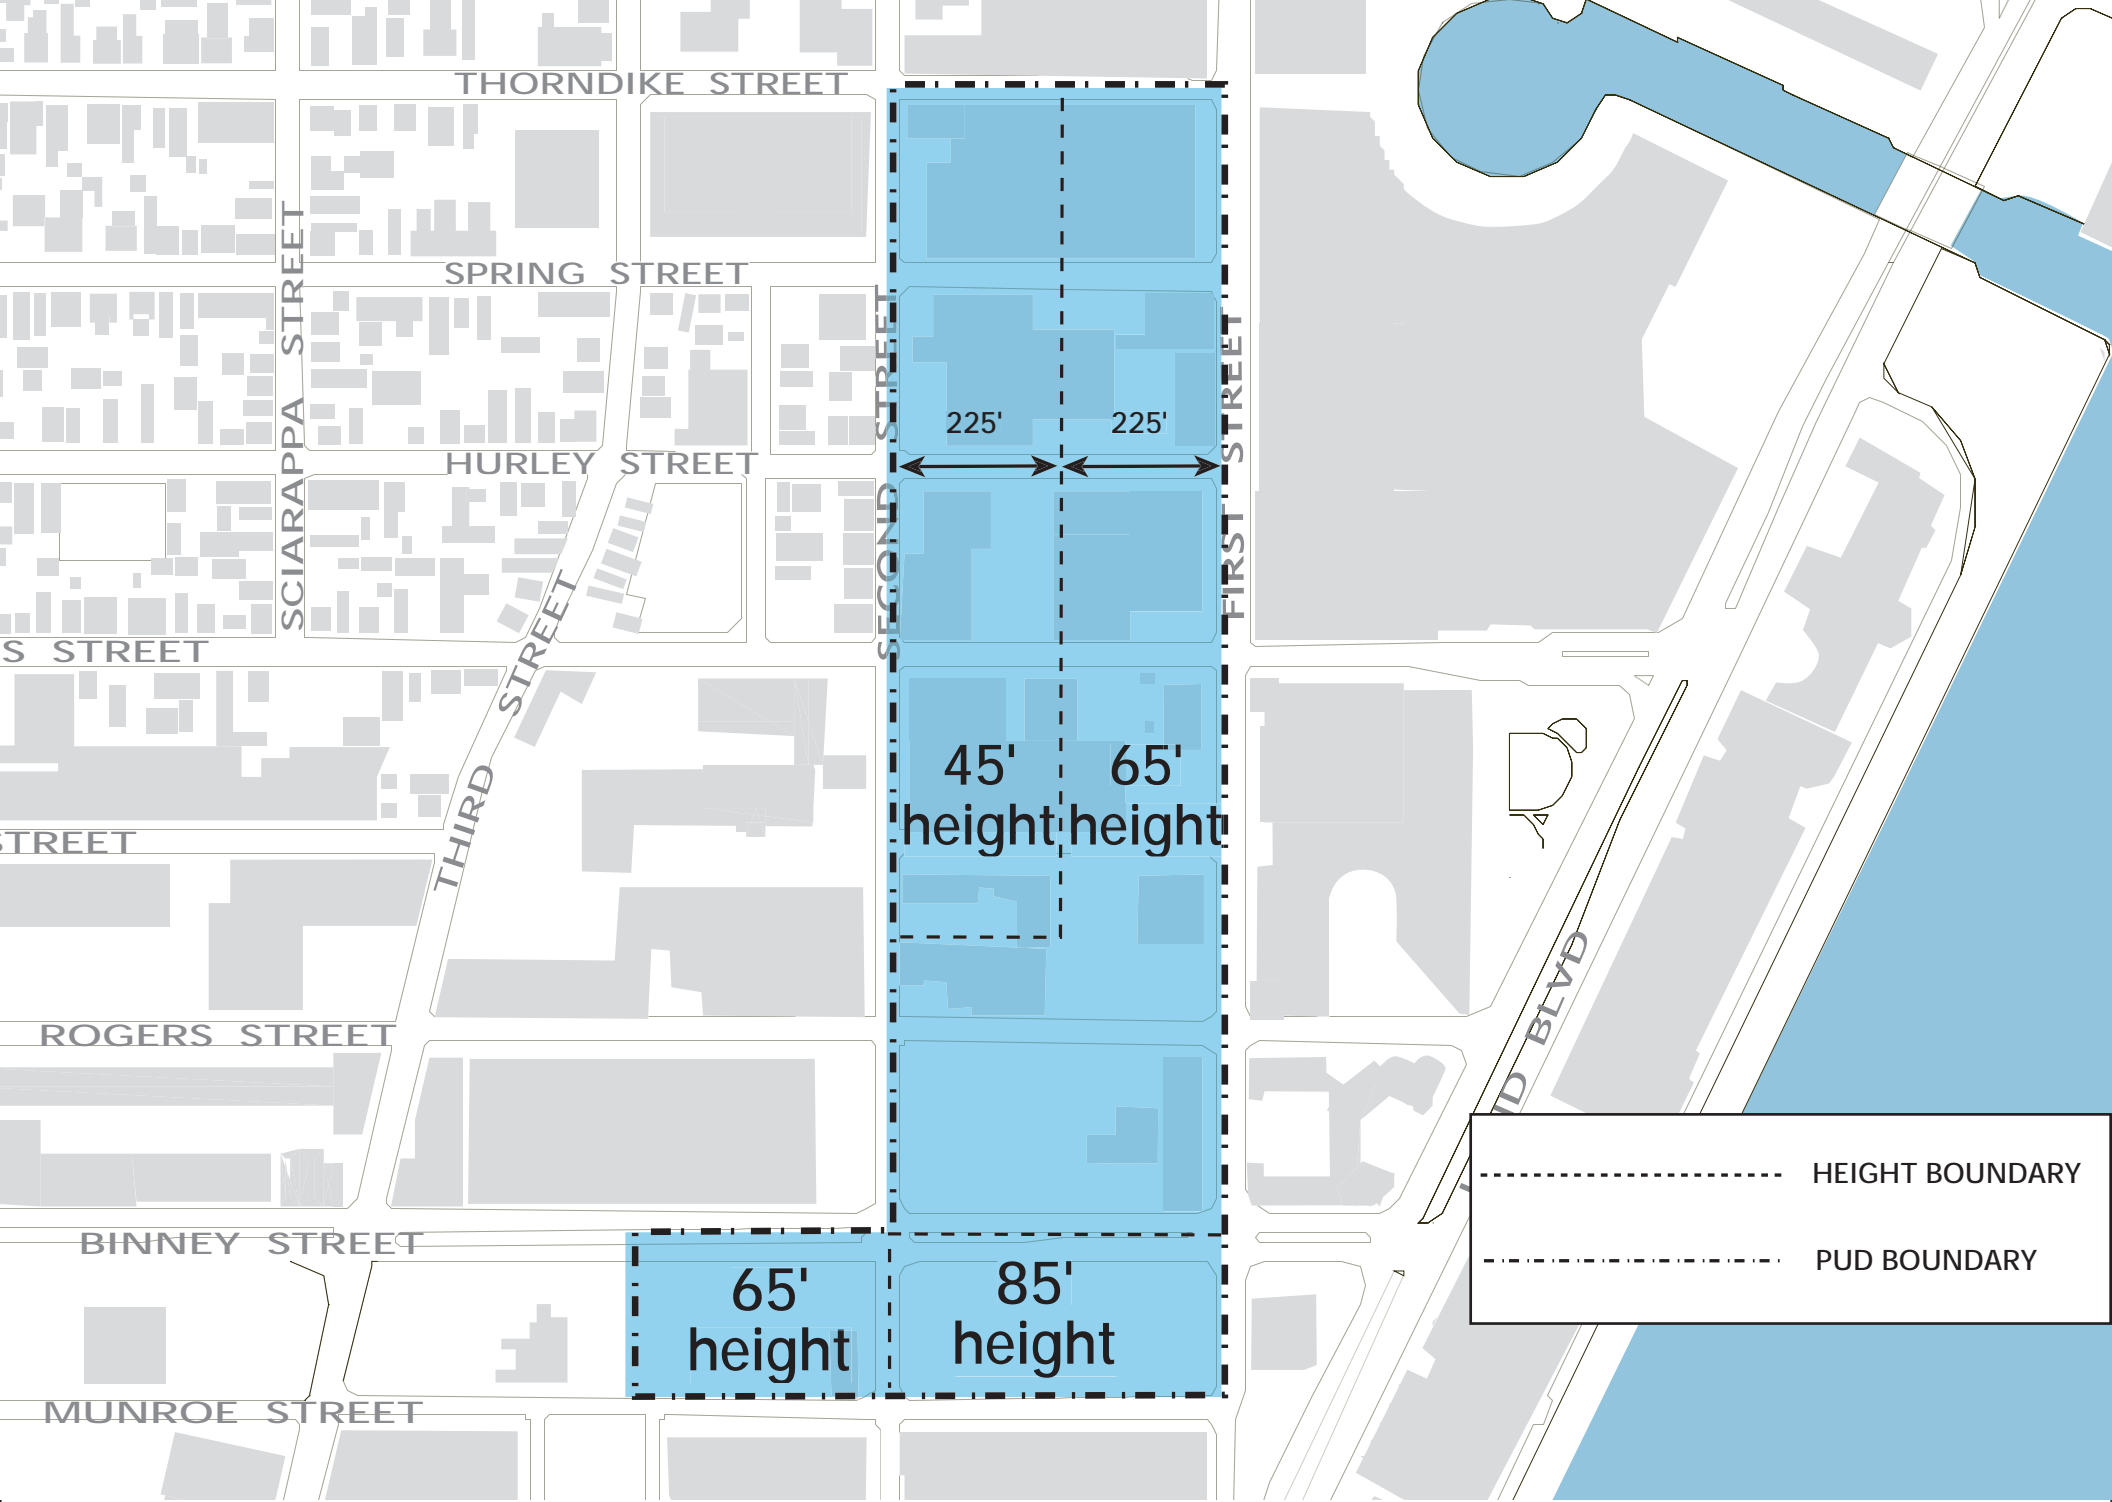 THORNDIKE STREET
SPRING STREET
HURLEY STREET
SCIARAPPA STREET
SECOND STREET
FIRST STREET
THIRD STREET
225'
225'
S STREET
45'
height
65'
height
STREET
BLVD
ROGERS STREET
BINNEY STREET
65'
height
85'
height
MUNROE STREET
HEIGHT BOUNDARY
PUD BOUNDARY